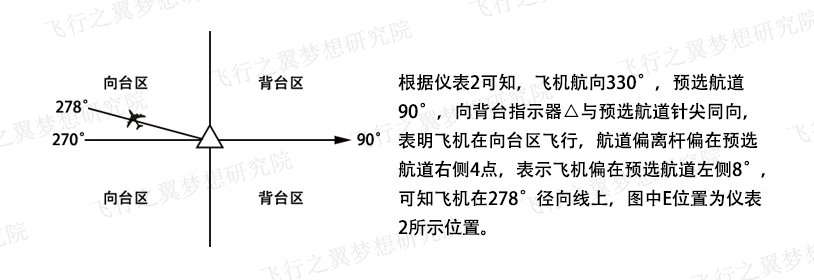 向台区
背台区
278°
270°
90°
向台区
背台区
根据仪表2可知，飞机航向330°，预选航道
90°，向背台指示器△与预选航道针尖同向，
表明飞机在向台区飞行，航道偏离杆偏在预选
航道右侧4点，表示飞机偏在预选航道左侧8°，
可知飞机在278°径向线上，图中E位置为仪表
2所示位置。
飞行之翼梦想研究院